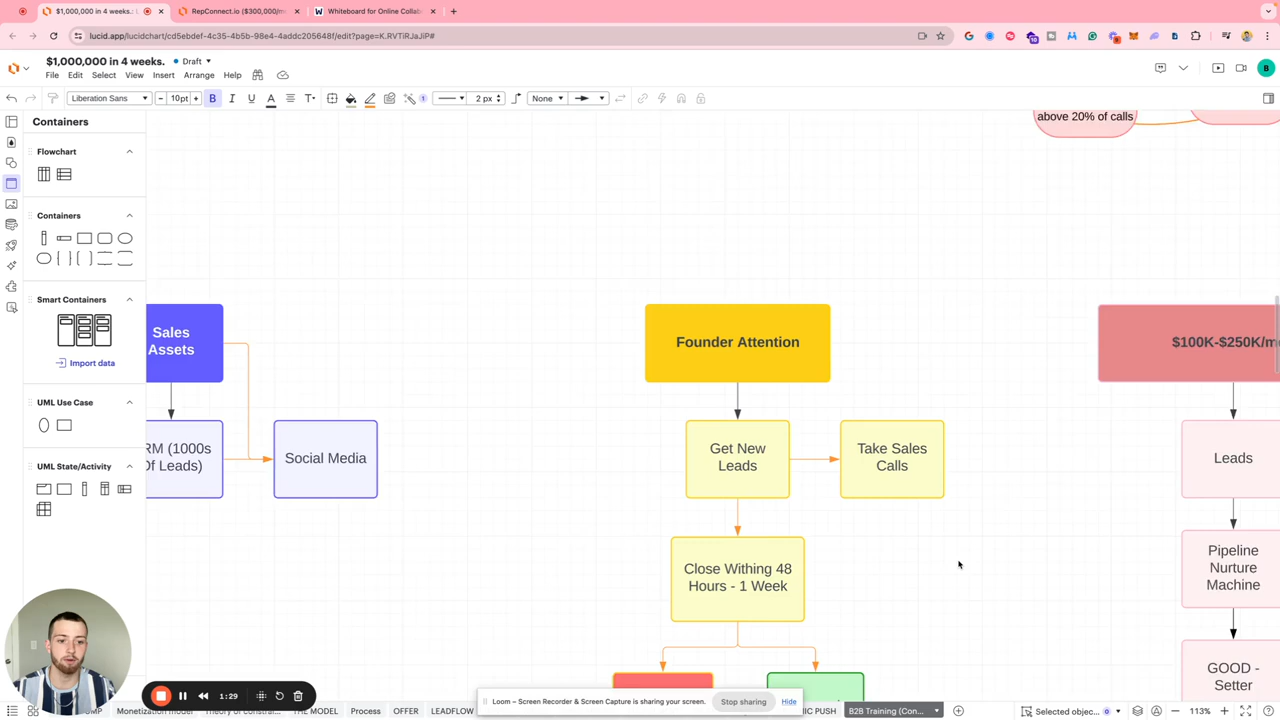 $1,000,000 in 4 weeks.: L
RepConnect.io ($300,000/m
Whiteboard for Online Collab
lucid.app/lucidchart/cd5ebdef-4c35-4b5b-98e4-4addc205648f/edit?page=K.RVTiRJaJiP#
$1,000,000 in 4 weeks.
Draft
File Edit Select View Insert Arrange Help
Liberation Sans
10pt
B I U A T
2 px
None
1
B
Containers
Flowchart
Containers
Smart Containers
Import data
UML Use Case
UML State/Activity
above 20% of calls
Sales
Assets
RM (1000s
Of Leads)
Social Media
Founder Attention
Get New
Leads
Take Sales
Calls
Close Withing 48
Hours - 1 Week
$100K-$250K/m
Leads
Pipeline
Nurture
Machine
GOOD -
Setter
1:29
Loom – Screen Recorder & Screen Capture is sharing your screen.
Stop sharing
Hide
Monetization model
THE MODEL
Process
OFFER
LEADFLOW
IC PUSH
B2B Training (Con...
Selected objec...
0
113%